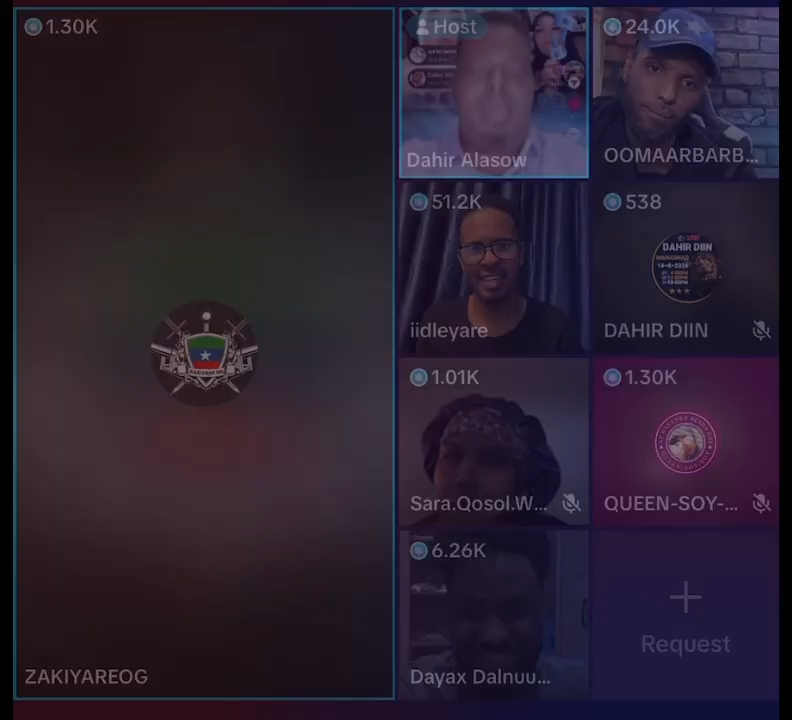 1.30K
ZAKIYAREOG
Host
Dahir Alasow
24.0K
OOMAARBARB...
51.2K
iidleyare
538
DAHIR DIIN
DAHIR DIIN
1.01K
Sara.Qosol.W...
1.30K
QUEEN-SOY-...
6.26K
Dayax Dalnuu...
Request